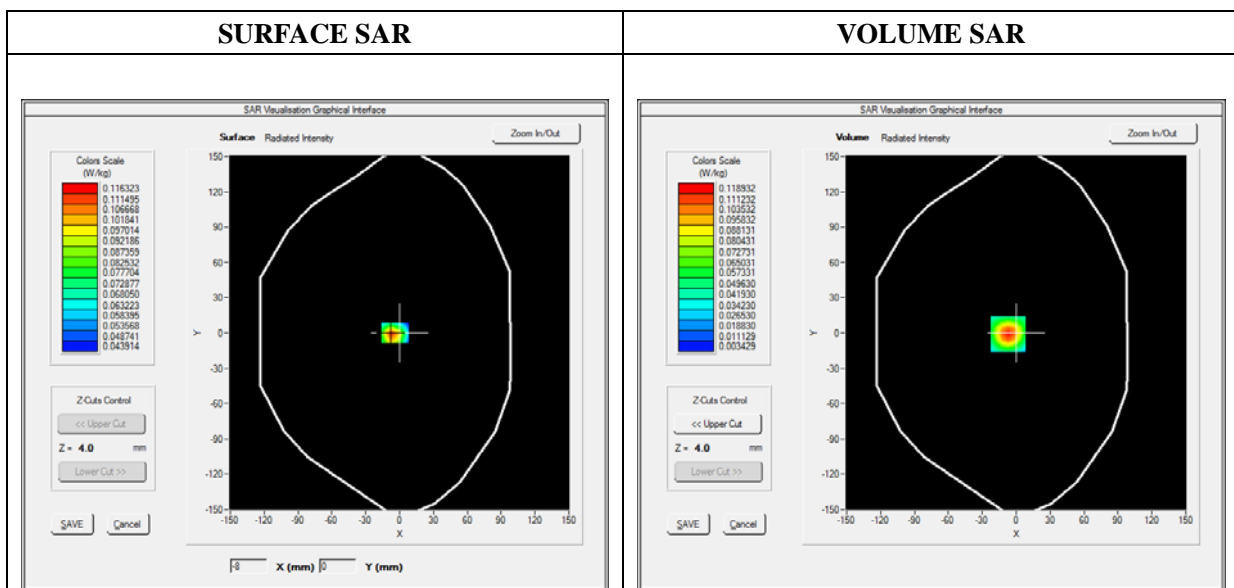 SURFACE SAR
VOLUME SAR
SAR Visualisation Graphical Interface
Surface Radiated Intensity
Zoom In/Out
Colors Scale
(W/kg)
0.116323
0.111495
0.106668
0.101841
0.097014
0.092186
0.087359
0.082532
0.077704
0.072877
0.068050
0.063223
0.058395
0.053568
0.048741
0.043914
Z-Cuts Control
<< Upper Cut
Z = 4.0 mm
Lower Cut >>
SAVE Cancel
150
120
90
60
30
0
-30
-60
-90
-120
-150
Y
-150 -120 -90 -60 -30 0 30 60 90 120 150
X
-8 X (mm) 0 Y (mm)
SAR Visualisation Graphical Interface
Volume Radiated Intensity
Zoom In/Out
Colors Scale
(W/kg)
0.118932
0.111232
0.103532
0.095832
0.088131
0.080431
0.072731
0.065031
0.057331
0.049630
0.041930
0.034230
0.026530
0.018830
0.011129
0.003429
Z-Cuts Control
<< Upper Cut
Z = 4.0 mm
Lower Cut >>
SAVE Cancel
150
120
90
60
30
0
-30
-60
-90
-120
-150
Y
-150 -120 -90 -60 -30 0 30 60 90 120 150
X